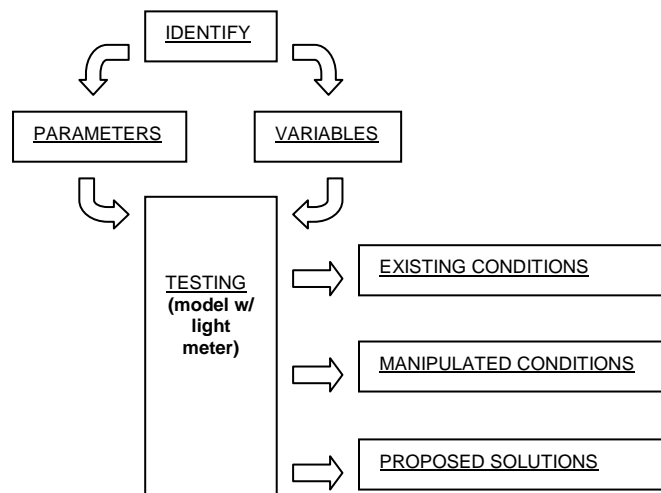 IDENTIFY
PARAMETERS
VARIABLES
TESTING
(model w/
light
meter)
EXISTING CONDITIONS
MANIPULATED CONDITIONS
PROPOSED SOLUTIONS